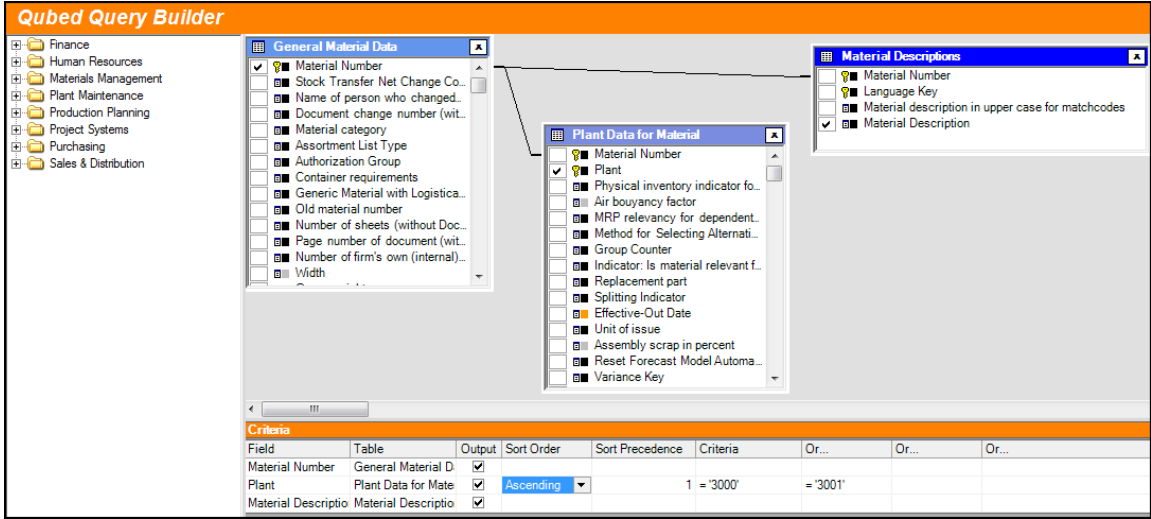 Qubed Query Builder
Finance
Human Resources
Materials Management
Plant Maintenance
Production Planning
Project Systems
Purchasing
Sales & Distribution
General Material Data
Material Number
Stock Transfer Net Change Co...
Name of person who changed...
Document change number (wit...
Material category
Assortment List Type
Authorization Group
Container requirements
Generic Material with Logistica...
Old material number
Number of sheets (without Doc...
Page number of document (wit...
Number of firm's own (internal)...
Width
Plant Data for Material
Material Number
Plant
Physical inventory indicator fo...
Air bouyancy factor
MRP relevancy for dependent...
Method for Selecting Alternati...
Group Counter
Indicator: Is material relevant f...
Replacement part
Splitting Indicator
Effective-Out Date
Unit of issue
Assembly scrap in percent
Reset Forecast Model Automa...
Variance Key
Material Descriptions
Material Number
Language Key
Material description in upper case for matchcodes
Material Description
Criteria
Field Table Output Sort Order Sort Precedence Criteria Or... Or... Or...
Material Number General Material D
Plant Plant Data for Mate Ascending 1 = '3000' = '3001'
Material Descriptio Material Descriptio